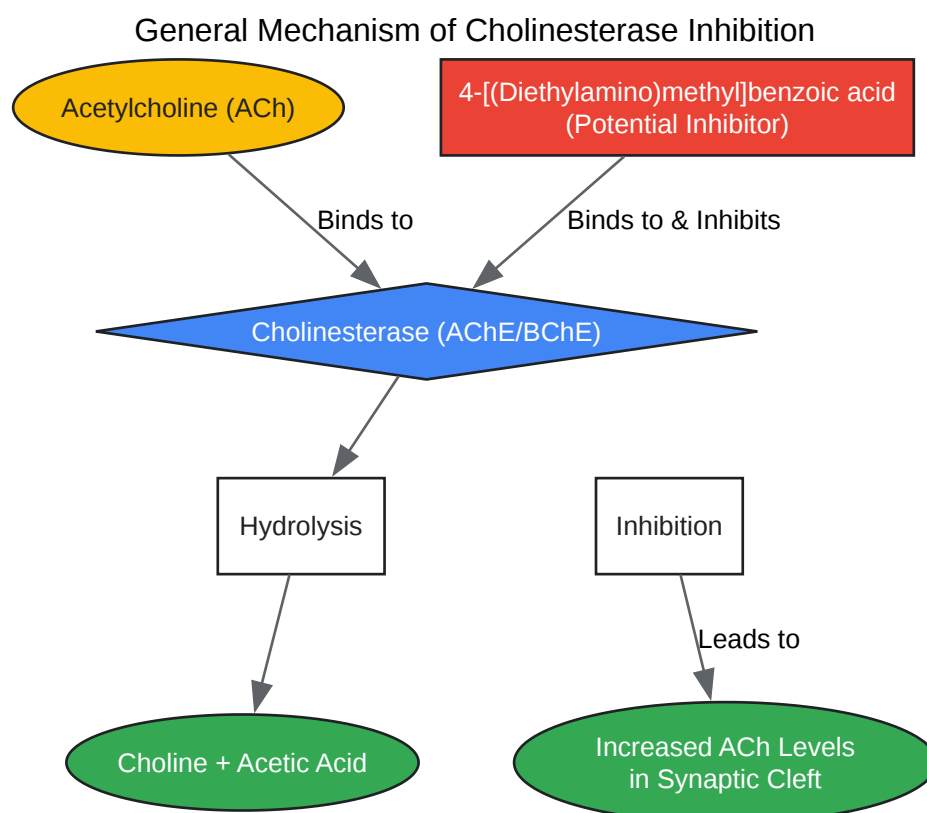 General Mechanism of Cholinesterase Inhibition
Acetylcholine (ACh)
4-[(Diethylamino)methyl]benzoic acid
(Potential Inhibitor)
Binds to
Binds to & Inhibits
Cholinesterase (AChE/BChE)
Hydrolysis
Inhibition
Leads to
Choline + Acetic Acid
Increased ACh Levels
in Synaptic Cleft